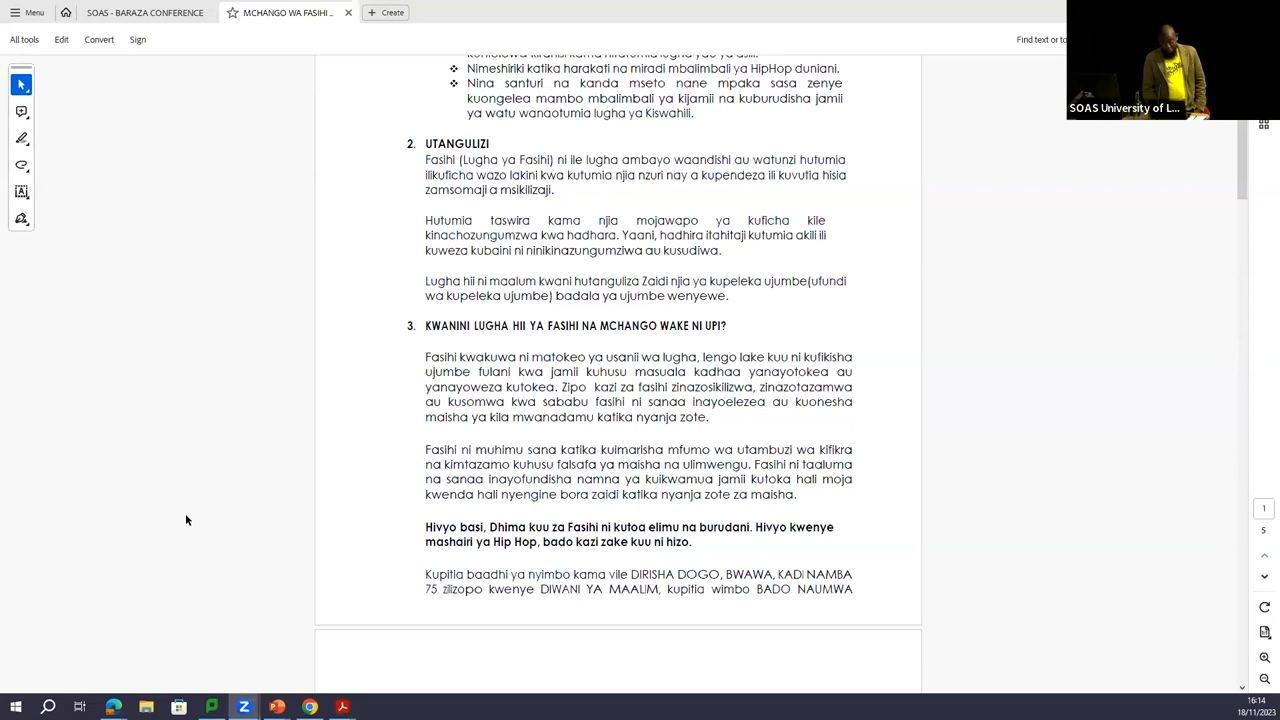 Menu
SOAS - BARAZA CONFERENCE
MCHANGO WA FASIHI ...
Create
All tools
Edit
Convert
Sign
Find text or to
SOAS University of L...
❖ Nimeshiriki katika harakati na miradi mbalimbali ya HipHop duniani.
❖ Nina santuri na kanda mseto nane mpaka sasa zenye
kuongelea mambo mbalimbali ya kijamii na kuburudisha jamii
ya watu wanaotumia lugha ya Kiswahili.
2. UTANGULIZI
Fasihi (Lugha ya Fasihi) ni ile lugha ambayo waandishi au watunzi hutumia
ilikuficha wazo lakini kwa kutumia njia nzuri nay a kupendeza ili kuvutia hisia
zamsomaji a msikilizaji.
Hutumia taswira kama njia mojawapo ya kuficha kile
kinachozungumzwa kwa hadhara. Yaani, hadhira itahitaji kutumia akili ili
kuweza kubaini ni ninikinazungumziwa au kusudiwa.
Lugha hii ni maalum kwani hutanguliza Zaidi njia ya kupeleka ujumbe(ufundi
wa kupeleka ujumbe) badala ya ujumbe wenyewe.
3. KWANINI LUGHA HII YA FASIHI NA MCHANGO WAKE NI UPI?
Fasihi kwakuwa ni matokeo ya usanii wa lugha, lengo lake kuu ni kufikisha
ujumbe fulani kwa jamii kuhusu masuala kadhaa yanayotokea au
yanayoweza kutokea. Zipo kazi za fasihi zinazosikilizwa, zinazotazamwa
au kusomwa kwa sababu fasihi ni sanaa inayoelezea au kuonesha
maisha ya kila mwanadamu katika nyanja zote.
Fasihi ni muhimu sana katika kuimarisha mfumo wa utambuzi wa kifikra
na kimtazamo kuhusu falsafa ya maisha na ulimwengu. Fasihi ni taaluma
na sanaa inayofundisha namna ya kuikwamua jamii kutoka hali moja
kwenda hali nyengine bora zaidi katika nyanja zote za maisha.
Hivyo basi, Dhima kuu za Fasihi ni kutoa elimu na burudani. Hivyo kwenye
mashairi ya Hip Hop, bado kazi zake kuu ni hizo.
Kupitia baadhi ya nyimbo kama vile DIRISHA DOGO, BWAWA, KADI NAMBA
75 zilizopo kwenye DIWANI YA MAALIM, kupitia wimbo BADO NAUMWA
1
5
16:14
18/11/2023